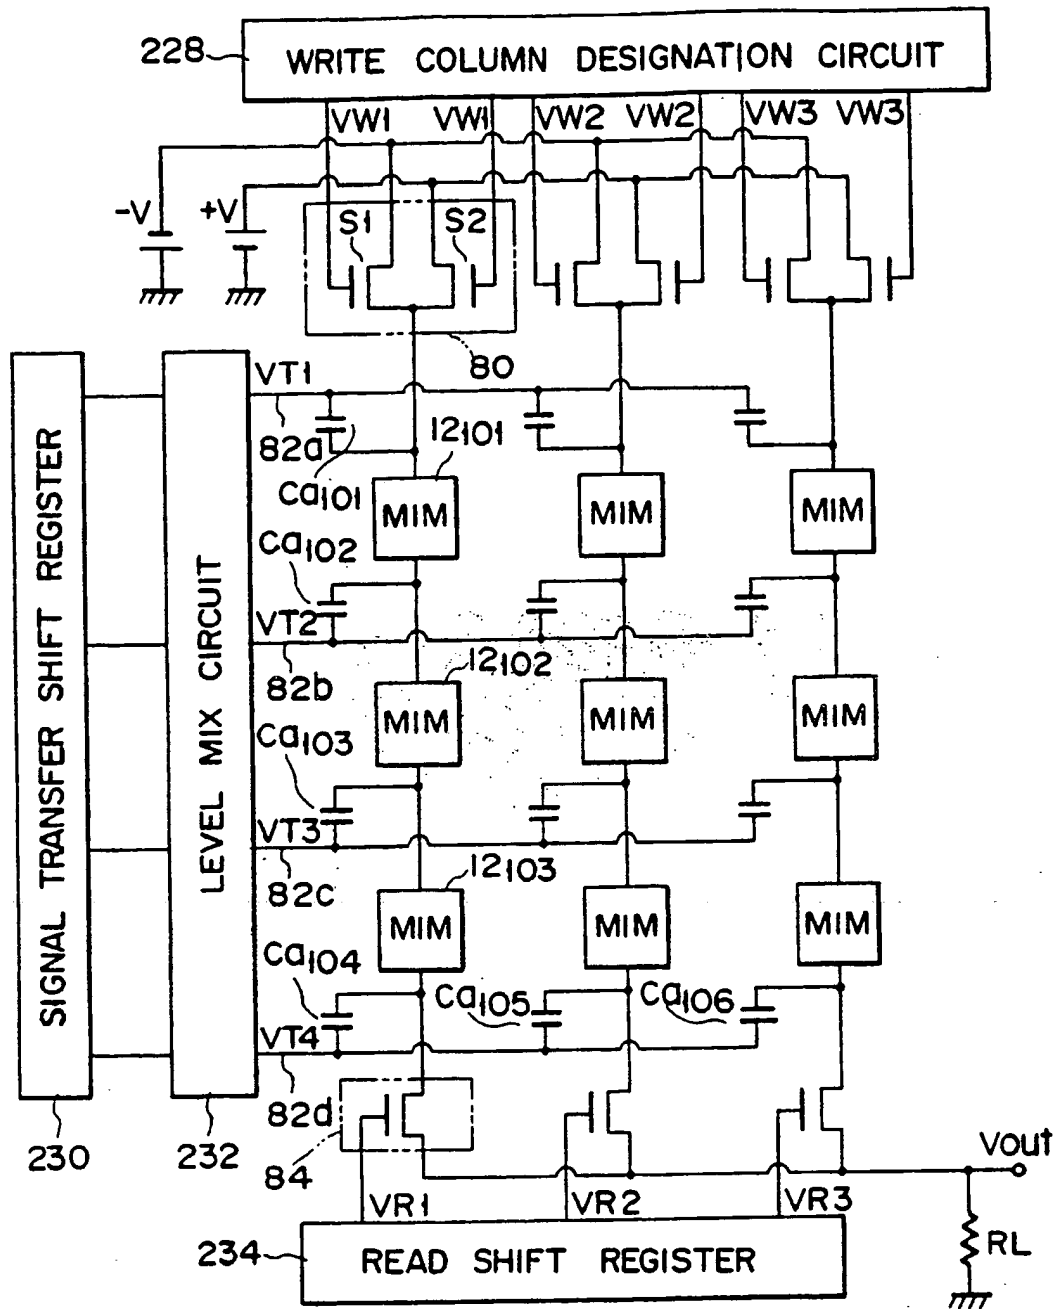 228
WRITE COLUMN DESIGNATION CIRCUIT
VW1 VW1 VW2 VW2 VW3 VW3
-V +V S1 S2
80
VT1
82a
12101
Ca101
MIM MIM MIM
Ca102
VT2
82b
12102
MIM MIM MIM
Ca103
VT3
82c
12103
MIM MIM MIM
Ca104 Ca105 Ca106
VT4
82d
84
SIGNAL TRANSFER SHIFT REGISTER
LEVEL MIX CIRCUIT
230 232
Vout
VR1 VR2 VR3
RL
234
READ SHIFT REGISTER